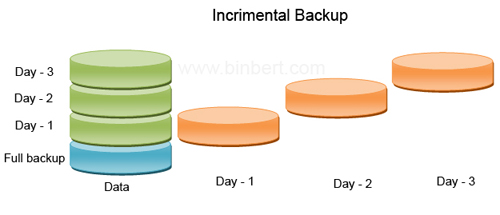 Incrimental Backup
www.binbert.com
Day - 3
Day - 2
Day - 1
Full backup
Data
Day - 1
Day - 2
Day - 3